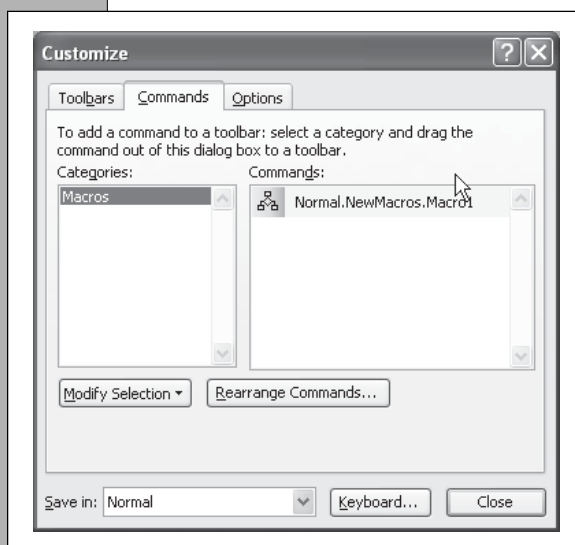 Customize
Toolbars Commands Options
To add a command to a toolbar: select a category and drag the
command out of this dialog box to a toolbar.
Categories: Commands:
Macros
Normal.NewMacros.Macro1
Modify Selection Rearrange Commands...
Save in: Normal Keyboard... Close